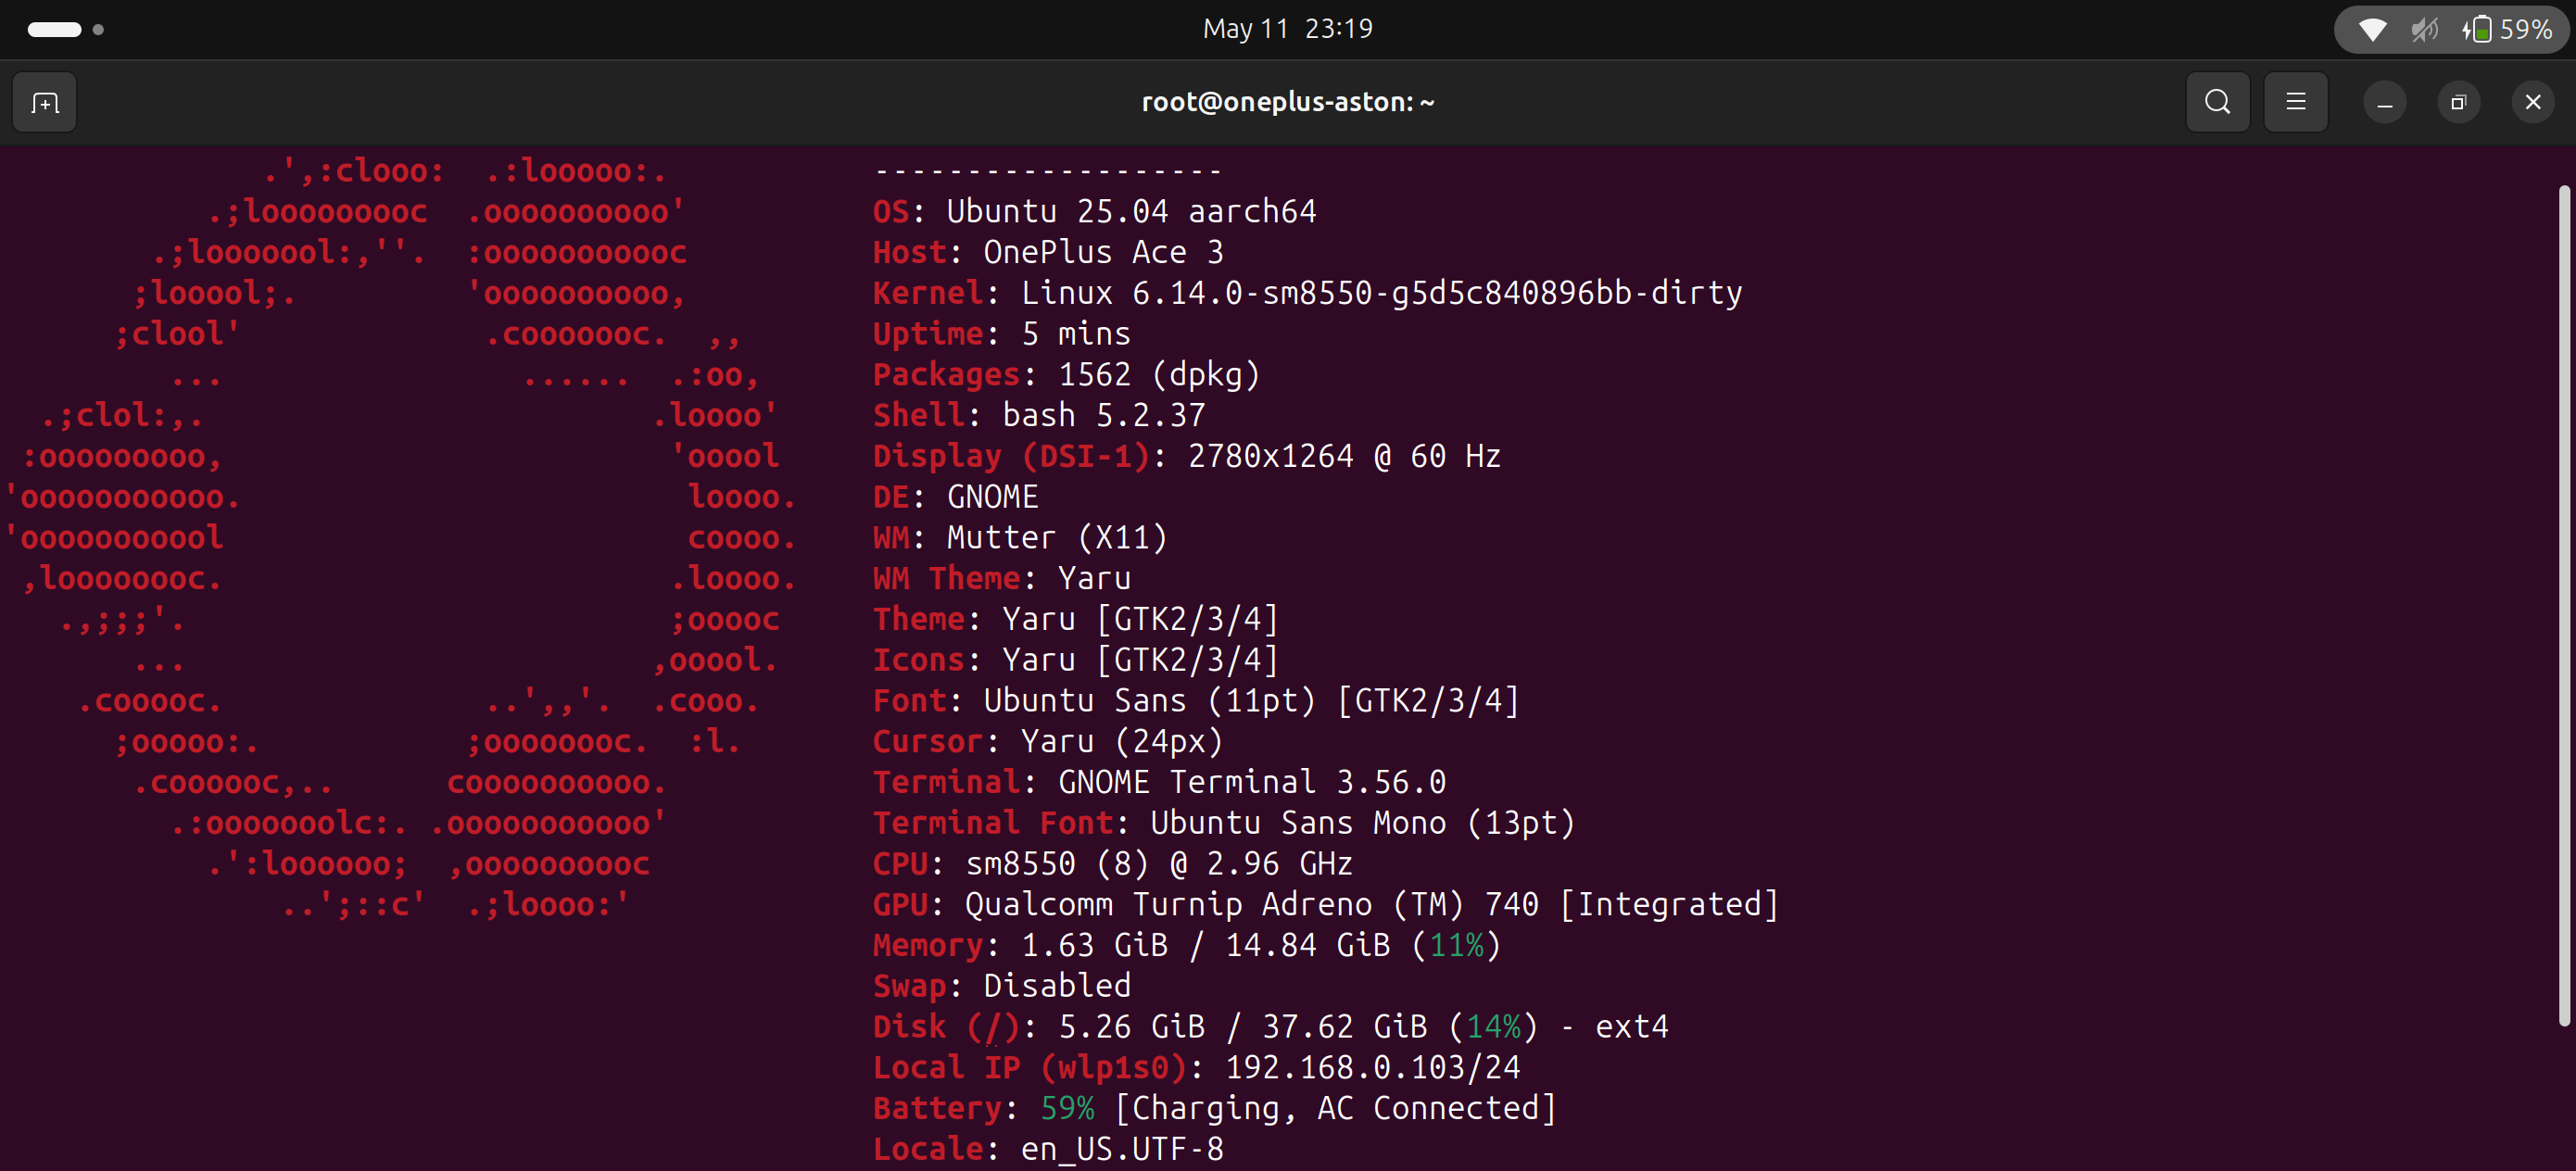 May 11 23:19
59%
root@oneplus-aston: ~
.',:clooo:  .:looooo:.
-------------------
.;looooooooc  .oooooooooo'
OS: Ubuntu 25.04 aarch64
.;looooool:,''.  :ooooooooooc
Host: OnePlus Ace 3
;looool;.         'oooooooooo,
Kernel: Linux 6.14.0-sm8550-g5d5c840896bb-dirty
;clool'             .cooooooc.  ,,
Uptime: 5 mins
...                ......  .:oo,
Packages: 1562 (dpkg)
.;clol:,.                        .loooo'
Shell: bash 5.2.37
:ooooooooo,                        'ooool
Display (DSI-1): 2780x1264 @ 60 Hz
'ooooooooooo.                        loooo.
DE: GNOME
'ooooooooool                         coooo.
WM: Mutter (X11)
,loooooooc.                        .loooo.
WM Theme: Yaru
.,;;;'.                          ;ooooc
Theme: Yaru [GTK2/3/4]
...                         ,ooool.
Icons: Yaru [GTK2/3/4]
.cooooc.              ..',,'.  .cooo.
Font: Ubuntu Sans (11pt) [GTK2/3/4]
;ooooo:.           ;oooooooc.  :l.
Cursor: Yaru (24px)
.coooooc,..      coooooooooo.
Terminal: GNOME Terminal 3.56.0
.:ooooooolc:. .ooooooooooo'
Terminal Font: Ubuntu Sans Mono (13pt)
.':loooooo;  ,oooooooooc
CPU: sm8550 (8) @ 2.96 GHz
..';::c'  .;loooo:'
GPU: Qualcomm Turnip Adreno (TM) 740 [Integrated]
Memory: 1.63 GiB / 14.84 GiB (11%)
Swap: Disabled
Disk (/): 5.26 GiB / 37.62 GiB (14%) - ext4
Local IP (wlp1s0): 192.168.0.103/24
Battery: 59% [Charging, AC Connected]
Locale: en_US.UTF-8